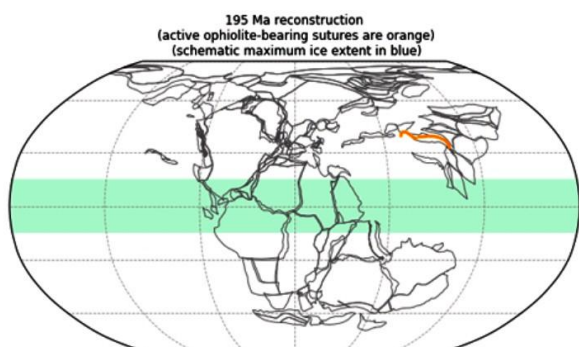 195 Ma reconstruction
(active ophiolite-bearing sutures are orange)
(schematic maximum ice extent in blue)